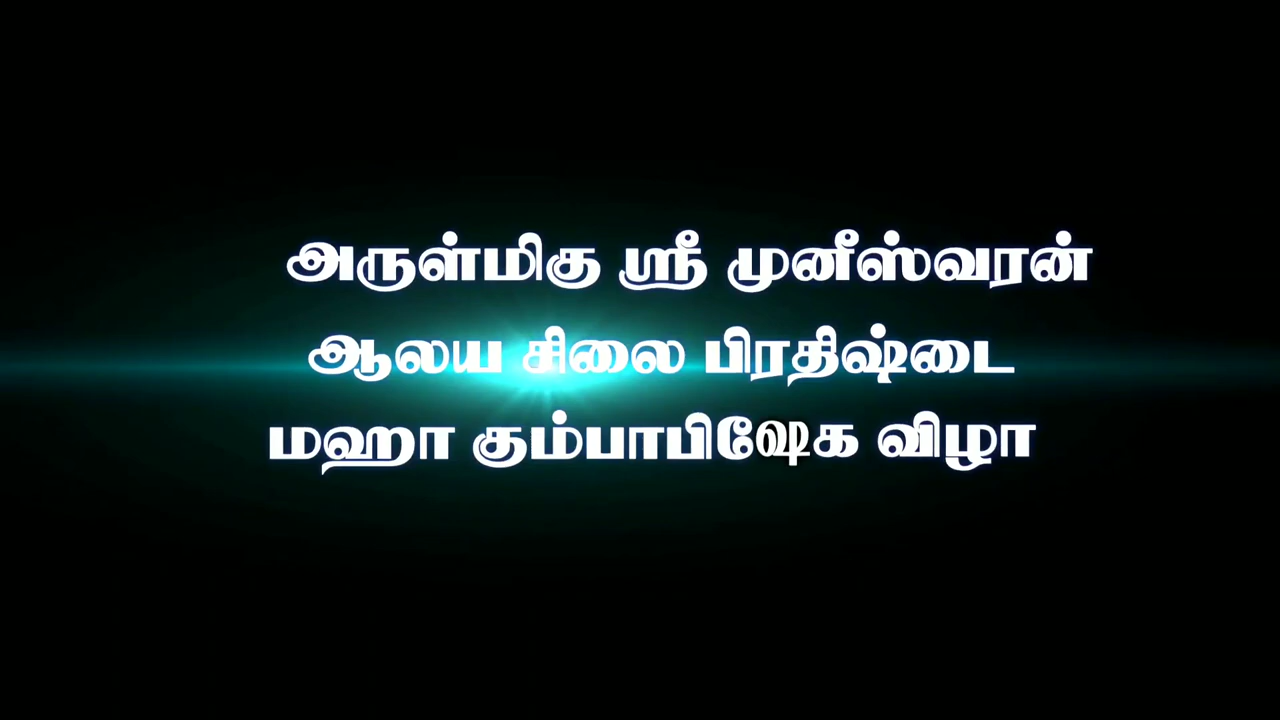 அருள்மிகு ஸ்ரீ முனீஸ்வரன்
ஆலய சிலை பிரதிஷ்டை
மஹா கும்பாபிஷேக விழா